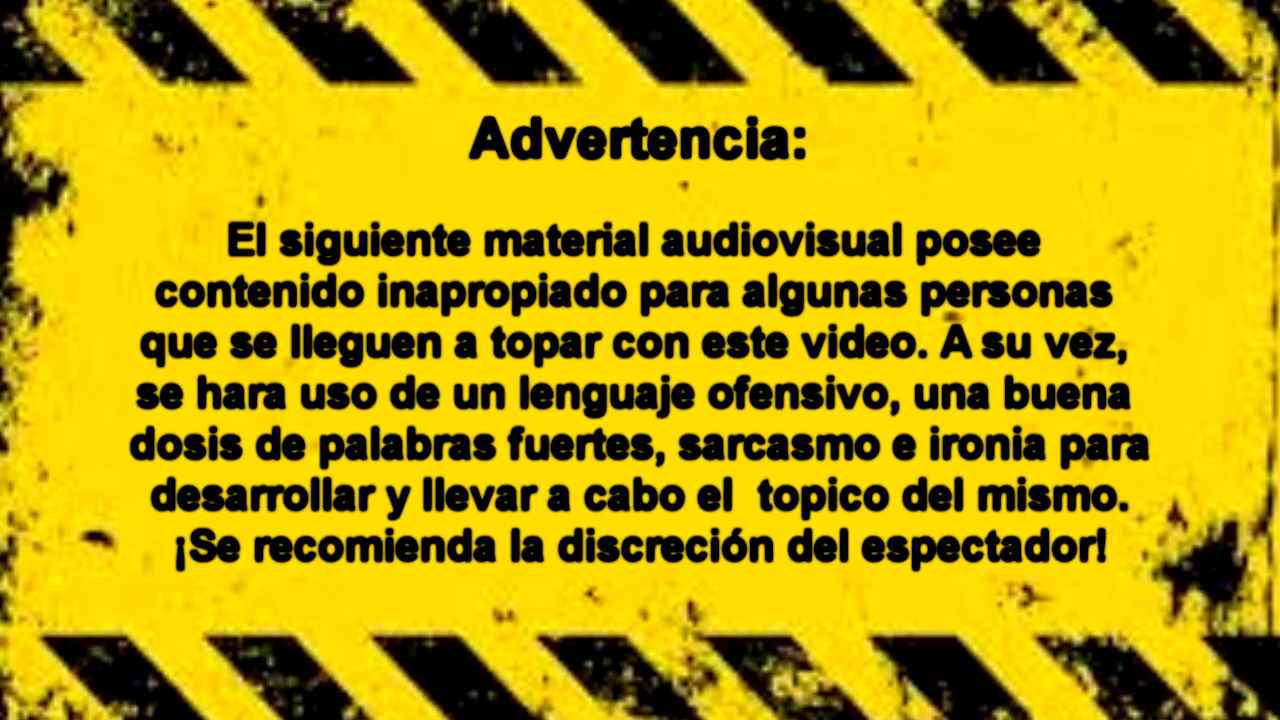 Advertencia:
El siguiente material audiovisual posee
contenido inapropiado para algunas personas
que se lleguen a topar con este video. A su vez,
se hara uso de un lenguaje ofensivo, una buena
dosis de palabras fuertes, sarcasmo e ironia para
desarrollar y llevar a cabo el topico del mismo.
¡Se recomienda la discreción del espectador!